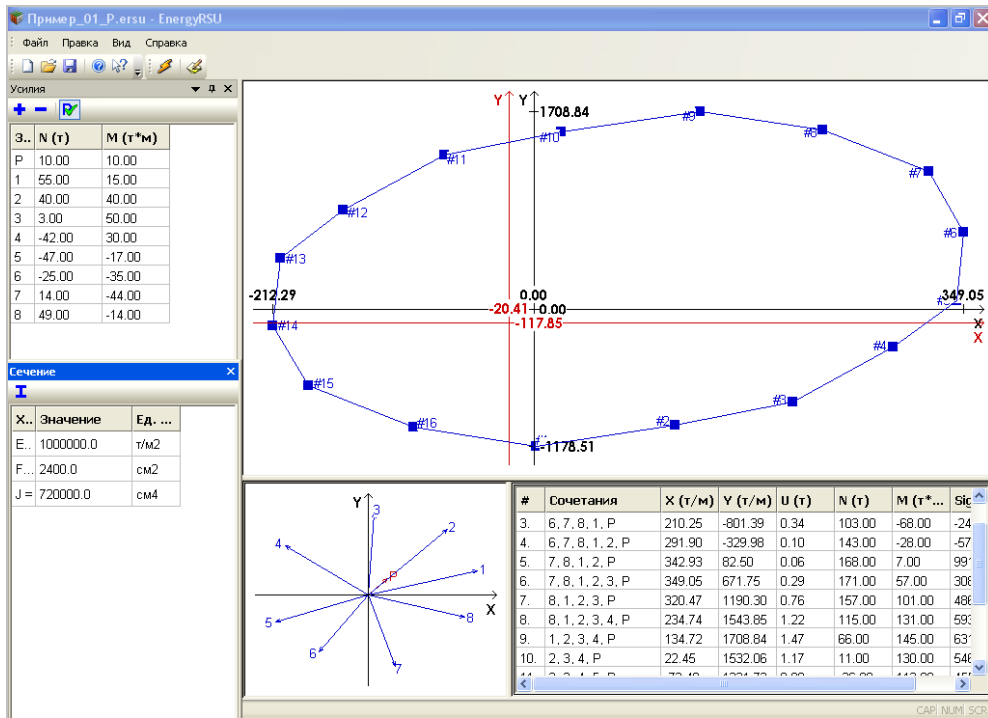 Пример_01_P.ersu - EnergyRSU
Файл Правка Вид Справка
Усилия
З.. N (т) M (т*м)
P 10.00 10.00
1 55.00 15.00
2 40.00 40.00
3 3.00 50.00
4 -42.00 30.00
5 -47.00 -17.00
6 -25.00 -35.00
7 14.00 -44.00
8 49.00 -14.00
Сечение
Х.. Значение Ед. ...
E.. 1000000.0 т/м2
F... 2400.0 см2
J = 720000.0 см4
Y Y 1708.84
#9
#8
#10
#11
#7
#12
#6
#13
-212.29 0.00 349.05
-20.41 0.00
-117.85
X
X
#14
#4
#15
#3
#16 #2
-1178.51
Y
3
2
4
P
1
X
5 8
6
7
# Сочетания X (т/м) Y (т/м) U (т) N (т) M (т*... Sig
3. 6, 7, 8, 1, P 210.25 -801.39 0.34 103.00 -68.00 -24
4. 6, 7, 8, 1, 2, P 291.90 -329.98 0.10 143.00 -28.00 -57
5. 7, 8, 1, 2, P 342.93 82.50 0.06 168.00 7.00 991
6. 7, 8, 1, 2, 3, P 349.05 671.75 0.29 171.00 57.00 308
7. 8, 1, 2, 3, P 320.47 1190.30 0.76 157.00 101.00 486
8. 8, 1, 2, 3, 4, P 234.74 1543.85 1.22 115.00 131.00 593
9. 1, 2, 3, 4, P 134.72 1708.84 1.47 66.00 145.00 631
10. 2, 3, 4, P 22.45 1532.06 1.17 11.00 130.00 546
CAP NUM SCR